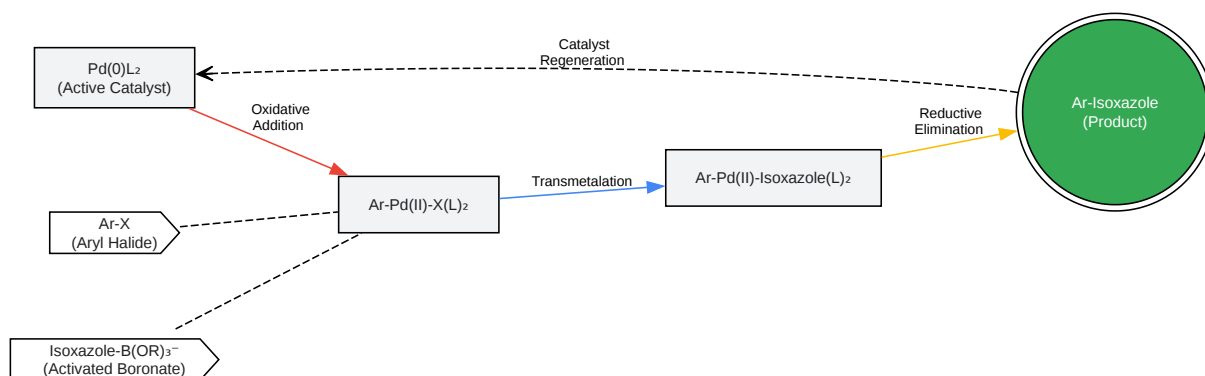 Catalyst
Regeneration
Pd(0)L₂
(Active Catalyst)
Oxidative
Addition
Ar-Isoxazole
(Product)
Reductive
Elimination
Transmetalation
Ar-Pd(II)-Isoxazole(L)₂
Ar-Pd(II)-X(L)₂
Ar-X
(Aryl Halide)
Isoxazole-B(OR)₃⁻
(Activated Boronate)